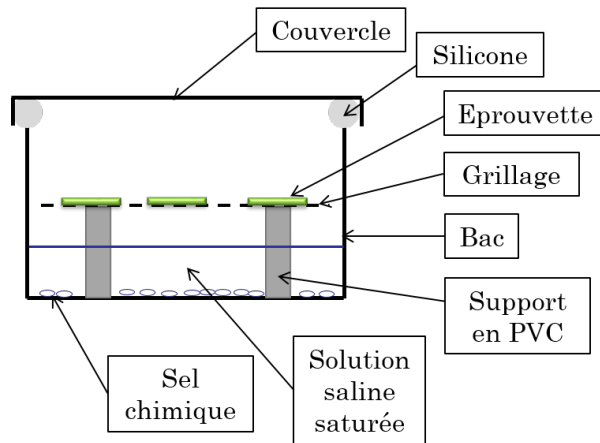 Couvercle
Silicone
Eprouvette
Grillage
Bac
Support
en PVC
Solution
saline
saturée
Sel
chimique